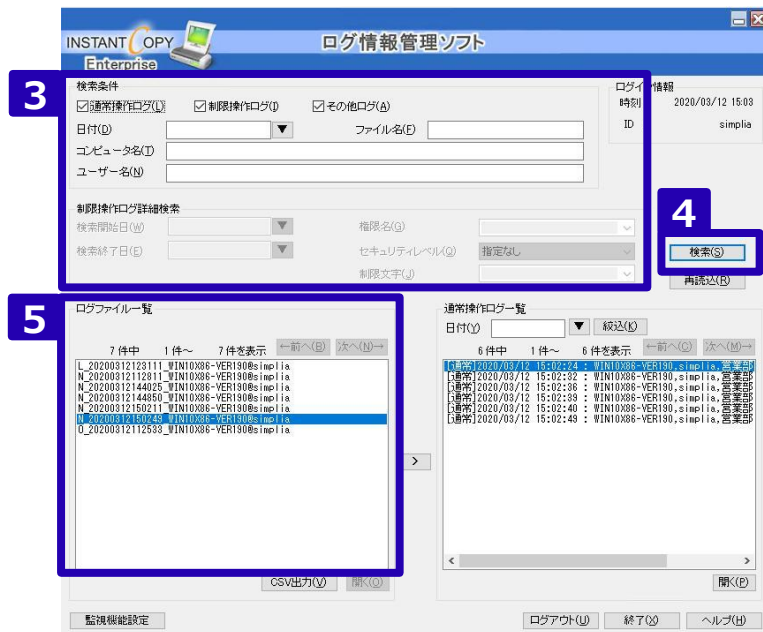 INSTANT COPY
Enterprise
ログ情報管理ソフト
3
検索条件
通常操作ログ(L) 制限操作ログ(I) その他ログ(A)
日付(D) ファイル名(F)
コンピュータ名(T)
ユーザー名(N)
ログイン情報
時刻 2020/03/12 15:03
ID simplia
制限操作ログ詳細検索
検索開始日(W) 権限名(G)
検索終了日(E) セキュリティレベル(Q) 指定なし
制限文字(J)
4
検索(S)
再読込(R)
5
ログファイル一覧
7 件中 1 件~ 7 件を表示 ←前へ(B) 次へ(N)→
L_20200312123111_WIN10X86-VER190@simplia
N_20200312112811_WIN10X86-VER190@simplia
N_20200312144025_WIN10X86-VER190@simplia
N_20200312144850_WIN10X86-VER190@simplia
N_20200312150211_WIN10X86-VER190@simplia
N_20200312150249_WIN10X86-VER190@simplia
O_20200312112533_WIN10X86-VER190@simplia
>
CSV出力(V) 開く(O)
通常操作ログ一覧
日付(Y) 絞込(K)
6 件中 1 件~ 6 件を表示 ←前へ(C) 次へ(M)→
[通常]2020/03/12 15:02:24 : WIN10X86-VER190,simplia,営業部
[通常]2020/03/12 15:02:32 : WIN10X86-VER190,simplia,営業部
[通常]2020/03/12 15:02:36 : WIN10X86-VER190,simplia,営業部
[通常]2020/03/12 15:02:39 : WIN10X86-VER190,simplia,営業部
[通常]2020/03/12 15:02:40 : WIN10X86-VER190,simplia,営業部
[通常]2020/03/12 15:02:49 : WIN10X86-VER190,simplia,営業部
開く(P)
監視機能設定 ログアウト(U) 終了(X) ヘルプ(H)